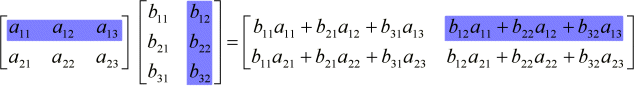 [ a₁₁ a₁₂ a₁₃ ] [ b₁₁ b₁₂ ] = [ b₁₁a₁₁ + b₂₁a₁₂ + b₃₁a₁₃ b₁₂a₁₁ + b₂₂a₁₂ + b₃₂a₁₃ ]
[ a₂₁ a₂₂ a₂₃ ] [ b₂₁ b₂₂ ] [ b₁₁a₂₁ + b₂₁a₂₂ + b₃₁a₂₃ b₁₂a₂₁ + b₂₂a₂₂ + b₃₂a₂₃ ]
[ b₃₁ b₃₂ ]